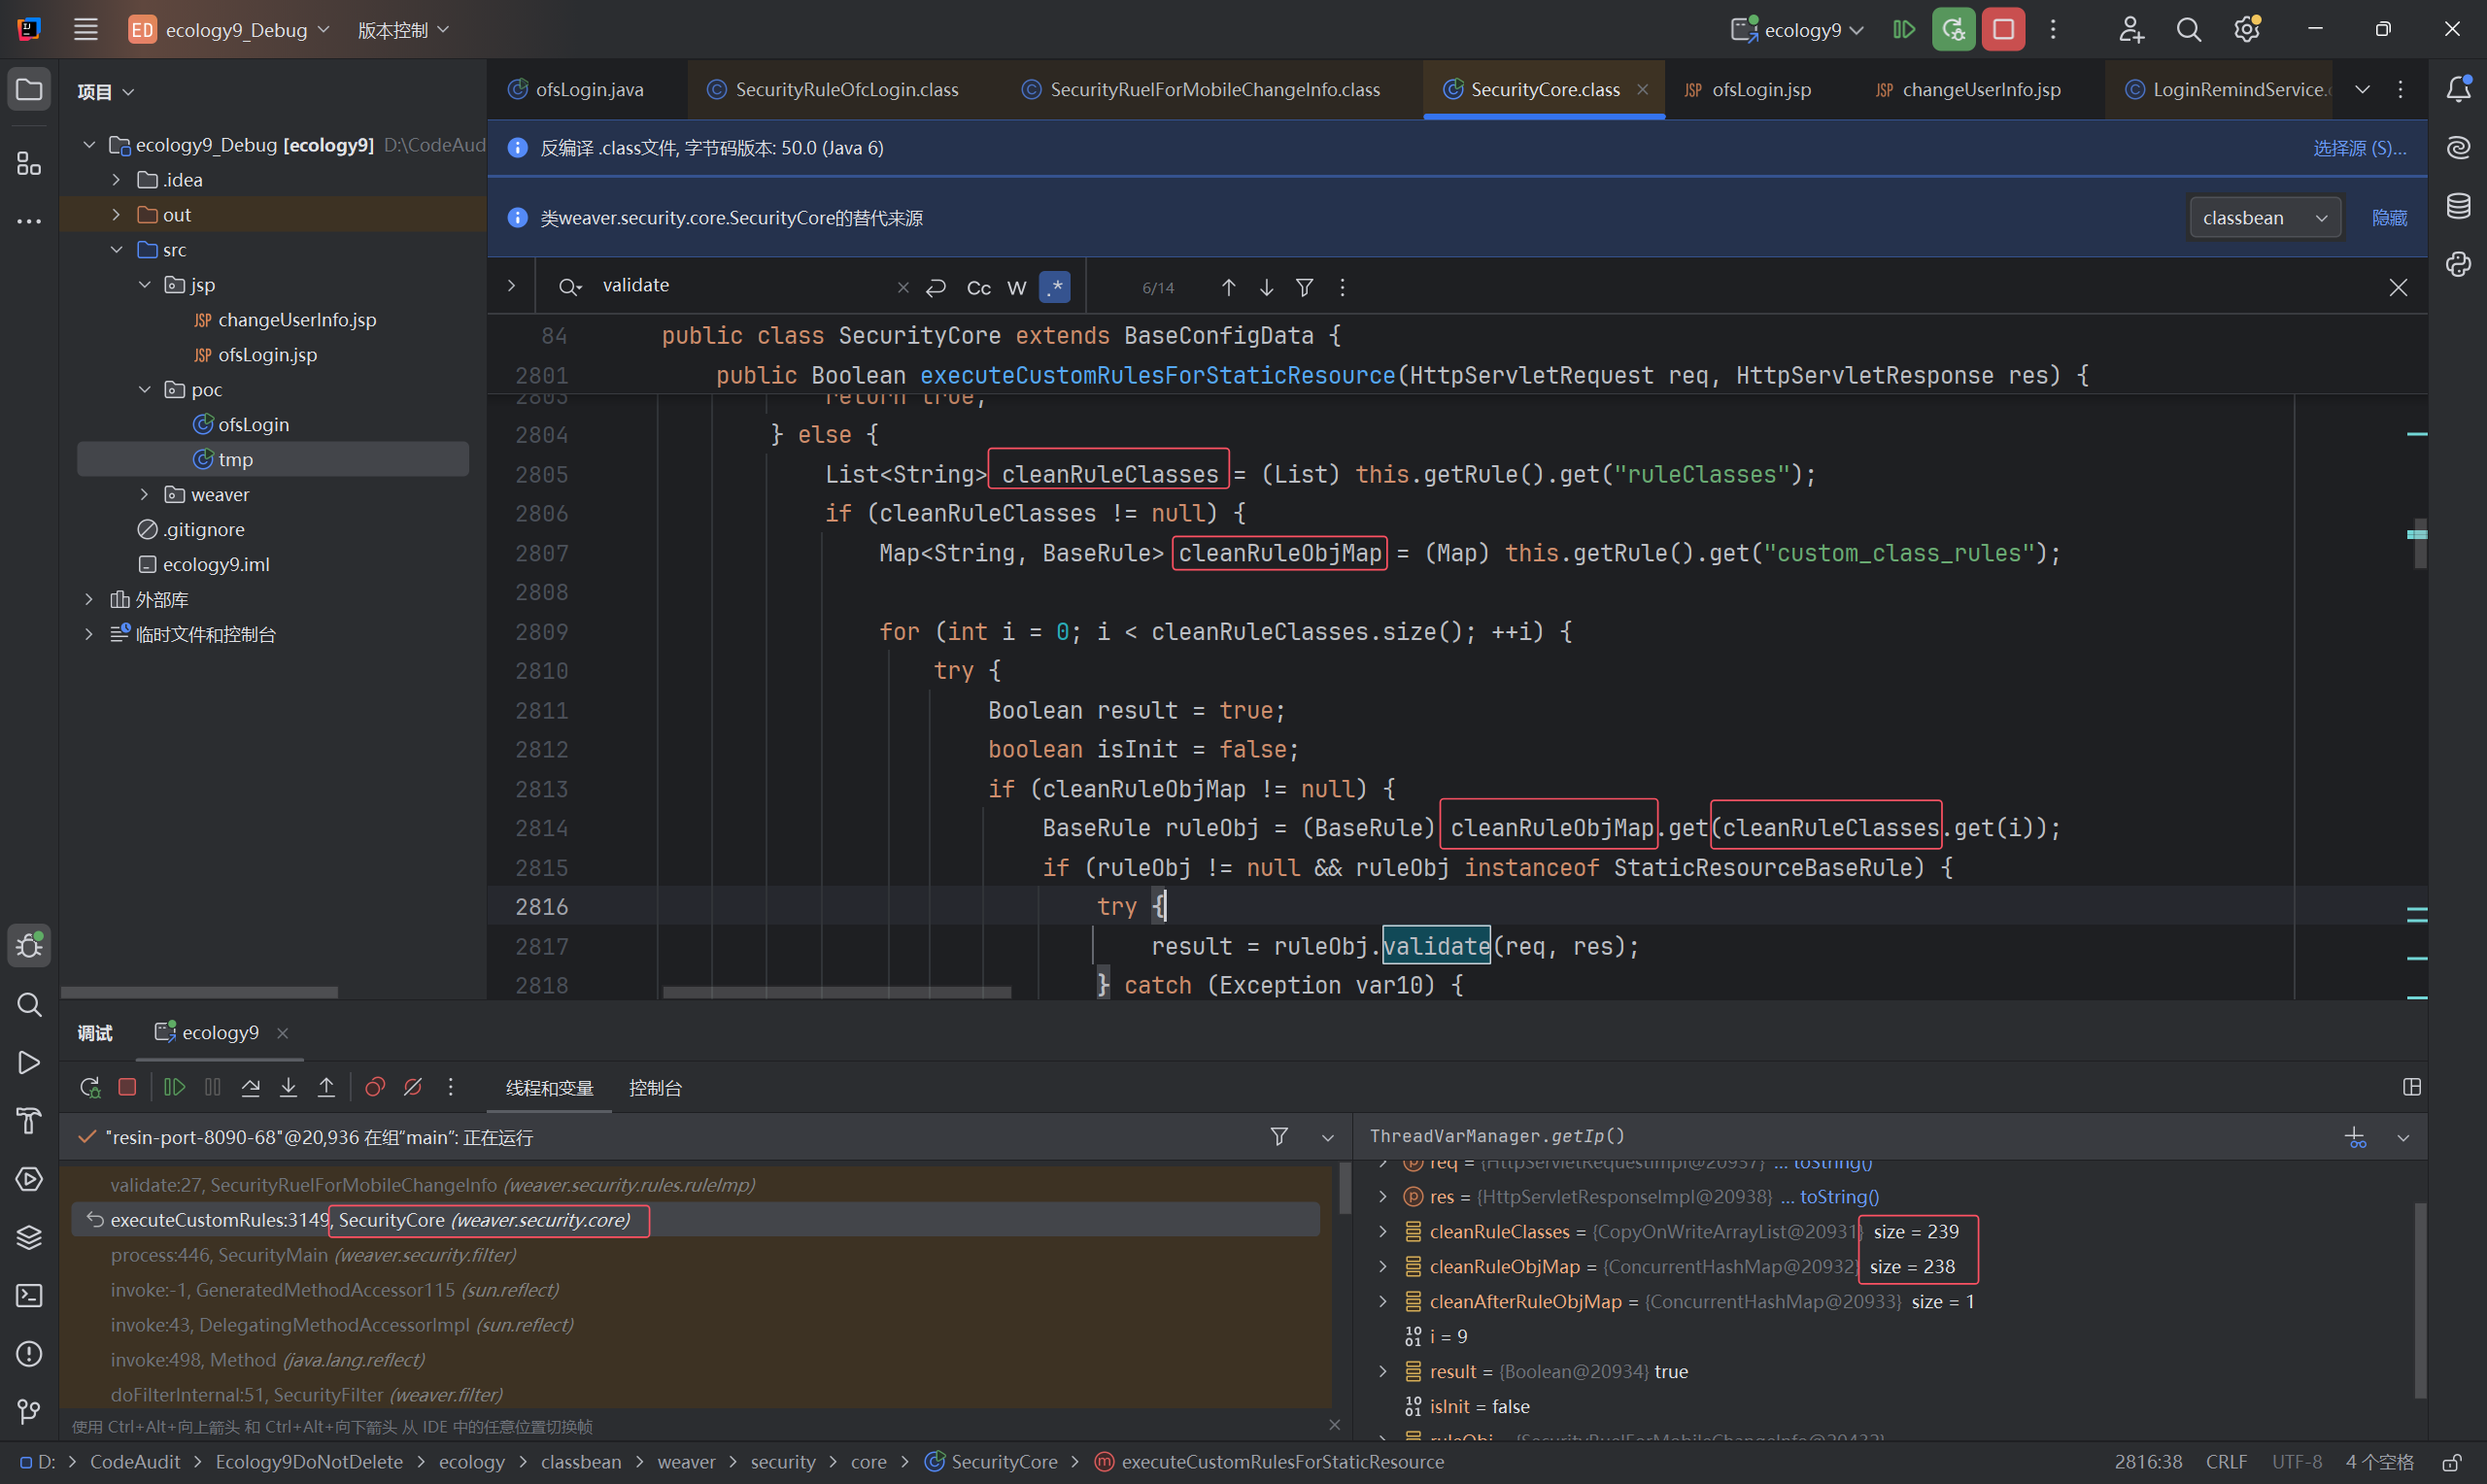 ED ecology9_Debug 版本控制 ecology9
项目
ofsLogin.java SecurityRuleOfcLogin.class SecurityRuelForMobileChangeInfo.class SecurityCore.class JSP ofsLogin.jsp JSP changeUserInfo.jsp LoginRemindService.
ecology9_Debug [ecology9] D:\CodeAud
.idea
out
src
jsp
JSP changeUserInfo.jsp
JSP ofsLogin.jsp
poc
ofsLogin
tmp
weaver
.gitignore
ecology9.iml
外部库
临时文件和控制台
反编译 .class文件, 字节码版本: 50.0 (Java 6) 选择源 (S)...
类weaver.security.core.SecurityCore的替代来源 classbean 隐藏
validate Cc W .* 6/14
84 public class SecurityCore extends BaseConfigData {
2801 public Boolean executeCustomRulesForStaticResource(HttpServletRequest req, HttpServletResponse res) {
2803 return true;
2804 } else {
2805 List<String> cleanRuleClasses = (List) this.getRule().get("ruleClasses");
2806 if (cleanRuleClasses != null) {
2807 Map<String, BaseRule> cleanRuleObjMap = (Map) this.getRule().get("custom_class_rules");
2808
2809 for (int i = 0; i < cleanRuleClasses.size(); ++i) {
2810 try {
2811 Boolean result = true;
2812 boolean isInit = false;
2813 if (cleanRuleObjMap != null) {
2814 BaseRule ruleObj = (BaseRule) cleanRuleObjMap.get(cleanRuleClasses.get(i));
2815 if (ruleObj != null && ruleObj instanceof StaticResourceBaseRule) {
2816 try {
2817 result = ruleObj.validate(req, res);
2818 } catch (Exception var10) {
调试 ecology9
线程和变量 控制台
"resin-port-8090-68"@20,936 在组"main": 正在运行
validate:27, SecurityRuelForMobileChangeInfo (weaver.security.rules.ruleImp)
executeCustomRules:3149, SecurityCore (weaver.security.core)
process:446, SecurityMain (weaver.security.filter)
invoke:-1, GeneratedMethodAccessor115 (sun.reflect)
invoke:43, DelegatingMethodAccessorImpl (sun.reflect)
invoke:498, Method (java.lang.reflect)
doFilterInternal:51, SecurityFilter (weaver.filter)
使用 Ctrl+Alt+向上箭头 和 Ctrl+Alt+向下箭头 从 IDE 中的任意位置切换帧
ThreadVarManager.getIp()
req = {HttpServletRequestImpl@20937} ... toString()
res = {HttpServletResponseImpl@20938} ... toString()
cleanRuleClasses = {CopyOnWriteArrayList@20931} size = 239
cleanRuleObjMap = {ConcurrentHashMap@20932} size = 238
cleanAfterRuleObjMap = {ConcurrentHashMap@20933} size = 1
i = 9
result = {Boolean@20934} true
isInit = false
ruleObj = {SecurityRuelForMobileChangeInfo@20432}
D: CodeAudit Ecology9DoNotDelete ecology classbean weaver security core SecurityCore executeCustomRulesForStaticResource 2816:38 CRLF UTF-8 4 个空格